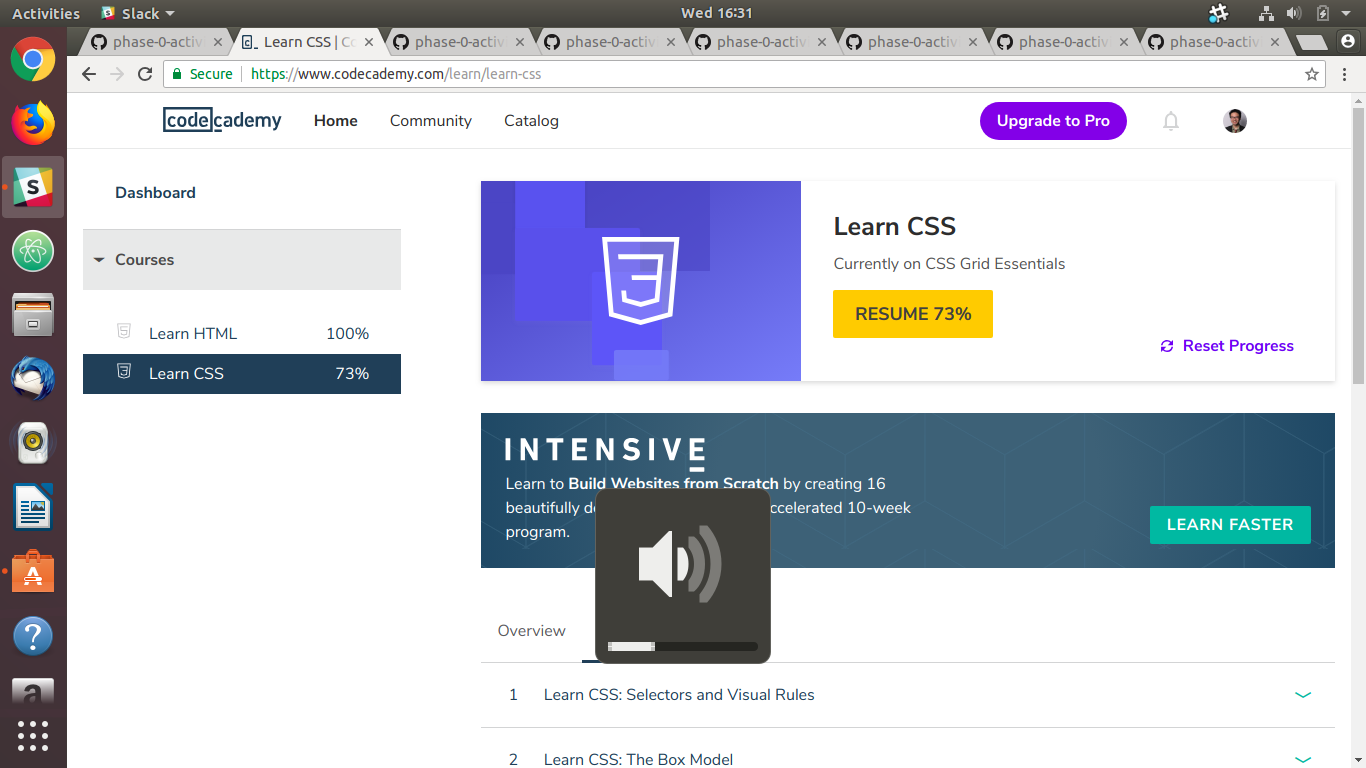 Activities Slack Wed 16:31
phase-0-activ Learn CSS | Co phase-0-activ phase-0-activ phase-0-activ phase-0-activ phase-0-activ phase-0-activ
Secure https://www.codecademy.com/learn/learn-css
codecademy Home Community Catalog Upgrade to Pro
Dashboard
Courses
Learn HTML 100%
Learn CSS 73%
Learn CSS
Currently on CSS Grid Essentials
RESUME 73%
Reset Progress
INTENSIVE
Learn to Build Websites from Scratch by creating 16
beautifully de ccelerated 10-week
program.
LEARN FASTER
Overview
1 Learn CSS: Selectors and Visual Rules
2 Learn CSS: The Box Model